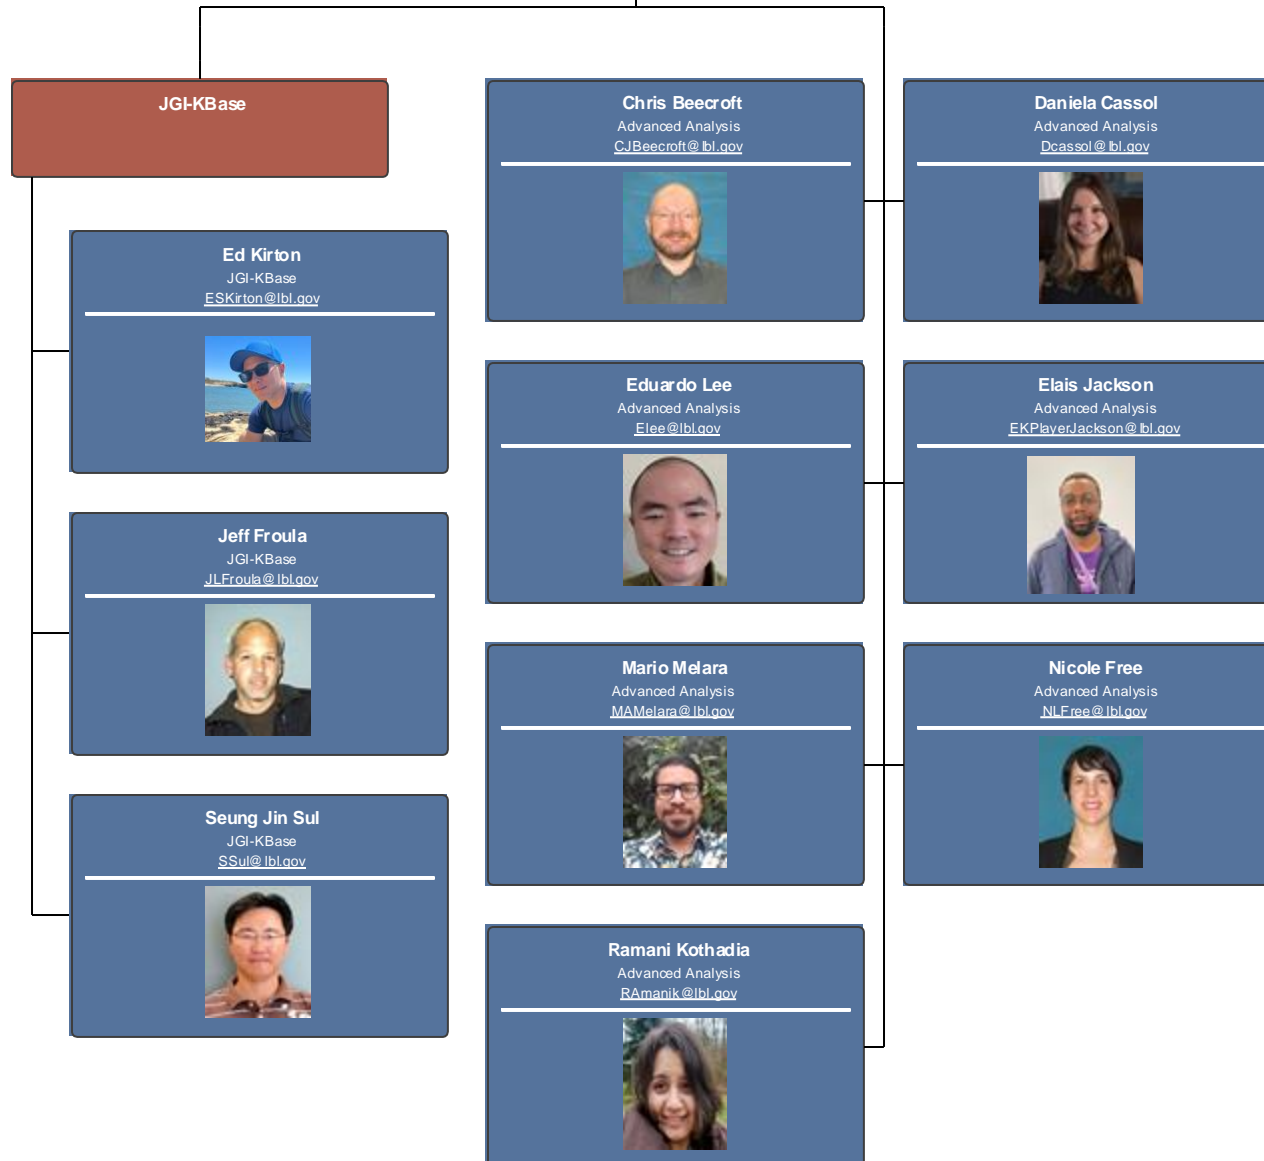 JGI-KBase
Ed Kirton
JGI-KBase
ESKirton@lbl.gov
Jeff Froula
JGI-KBase
JLFroula@lbl.gov
Seung Jin Sul
JGI-KBase
SSul@lbl.gov
Chris Beecroft
Advanced Analysis
CJBeecroft@lbl.gov
Daniela Cassol
Advanced Analysis
Dcassol@lbl.gov
Eduardo Lee
Advanced Analysis
Elee@lbl.gov
Elais Jackson
Advanced Analysis
EKPlayerJackson@lbl.gov
Mario Melara
Advanced Analysis
MAMelara@lbl.gov
Nicole Free
Advanced Analysis
NLFree@lbl.gov
Ramani Kothadia
Advanced Analysis
RAmanik@lbl.gov